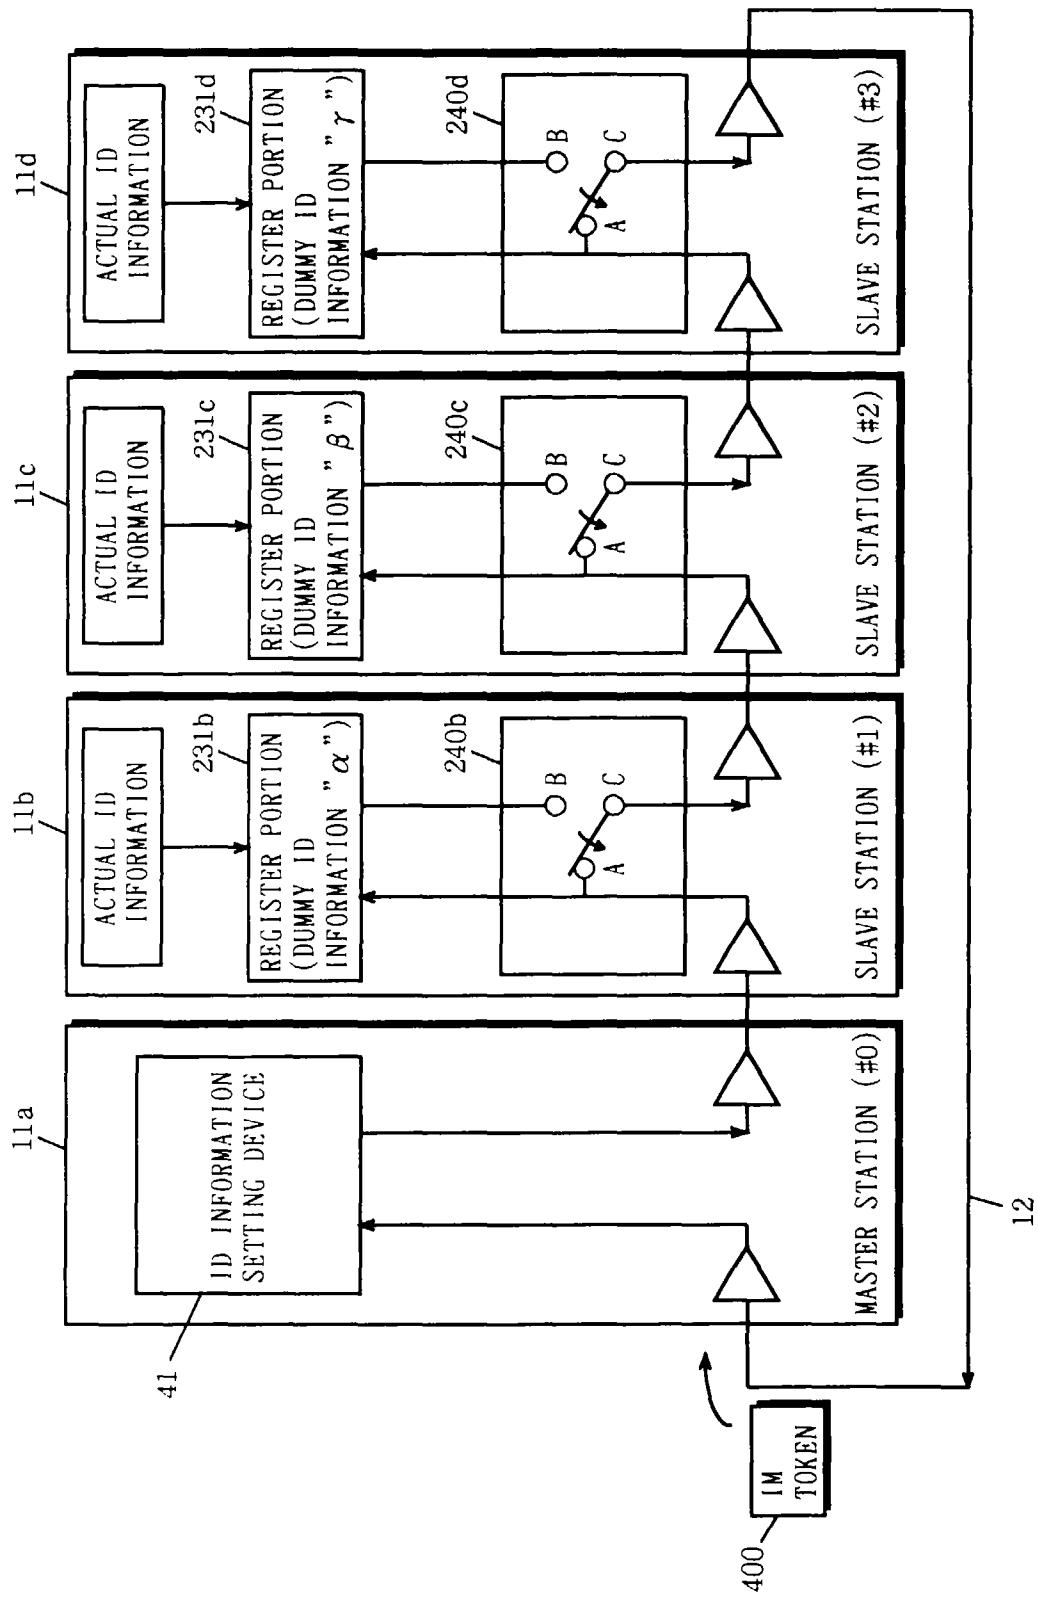 11a
41
ID INFORMATION
SETTING DEVICE
MASTER STATION (#0)
11b
ACTUAL ID
INFORMATION
231b
REGISTER PORTION
(DUMMY ID
INFORMATION "α")
240b
B
A
C
SLAVE STATION (#1)
11c
ACTUAL ID
INFORMATION
231c
REGISTER PORTION
(DUMMY ID
INFORMATION "β")
240c
B
A
C
SLAVE STATION (#2)
11d
ACTUAL ID
INFORMATION
231d
REGISTER PORTION
(DUMMY ID
INFORMATION "γ")
240d
B
A
C
SLAVE STATION (#3)
400
IM
TOKEN
12